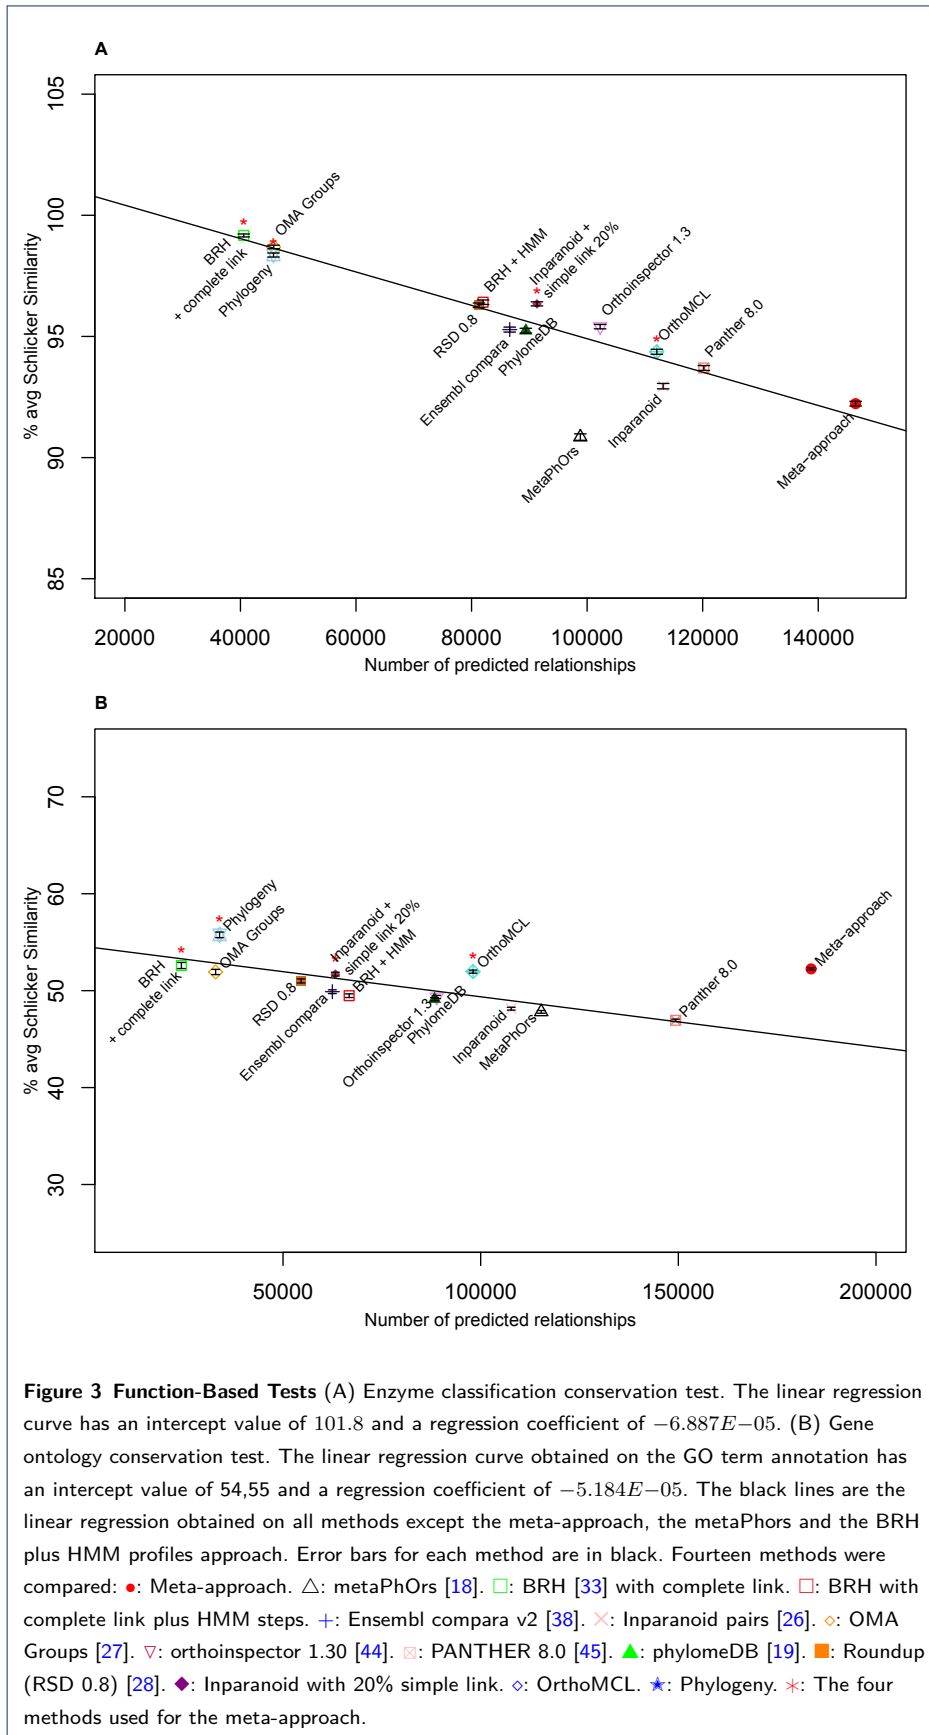 A
% avg Schlicker Similarity
105
100
95
90
85
BRH
+ complete link
OMA Groups
Phylogeny
RSD 0.8
BRH + HMM
Ensembl compara
PhylomeDB
Inparanoid +
simple link 20%
Orthoinspector 1.3
OrthoMCL
Panther 8.0
Inparanoid
MetaPhOrs
Meta−approach
20000 40000 60000 80000 100000 120000 140000
Number of predicted relationships
B
% avg Schlicker Similarity
70
60
50
40
30
BRH
+ complete link
Phylogeny
OMA Groups
RSD 0.8
Inparanoid +
simple link 20%
BRH + HMM
Ensembl compara
Orthoinspector 1.3
PhylomeDB
OrthoMCL
Inparanoid
MetaPhOrs
Panther 8.0
Meta−approach
50000 100000 150000 200000
Number of predicted relationships
Figure 3 Function-Based Tests (A) Enzyme classification conservation test. The linear regression
curve has an intercept value of 101.8 and a regression coefficient of −6.887E−05. (B) Gene
ontology conservation test. The linear regression curve obtained on the GO term annotation has
an intercept value of 54,55 and a regression coefficient of −5.184E−05. The black lines are the
linear regression obtained on all methods except the meta-approach, the metaPhors and the BRH
plus HMM profiles approach. Error bars for each method are in black. Fourteen methods were
compared: ●: Meta-approach. △: metaPhOrs [18]. □: BRH [33] with complete link. □: BRH with
complete link plus HMM steps. +: Ensembl compara v2 [38]. ×: Inparanoid pairs [26]. ◇: OMA
Groups [27]. ▽: orthoinspector 1.30 [44]. ⊠: PANTHER 8.0 [45]. ▲: phylomeDB [19]. ■: Roundup
(RSD 0.8) [28]. ◆: Inparanoid with 20% simple link. ◇: OrthoMCL. ★: Phylogeny. ∗: The four
methods used for the meta-approach.